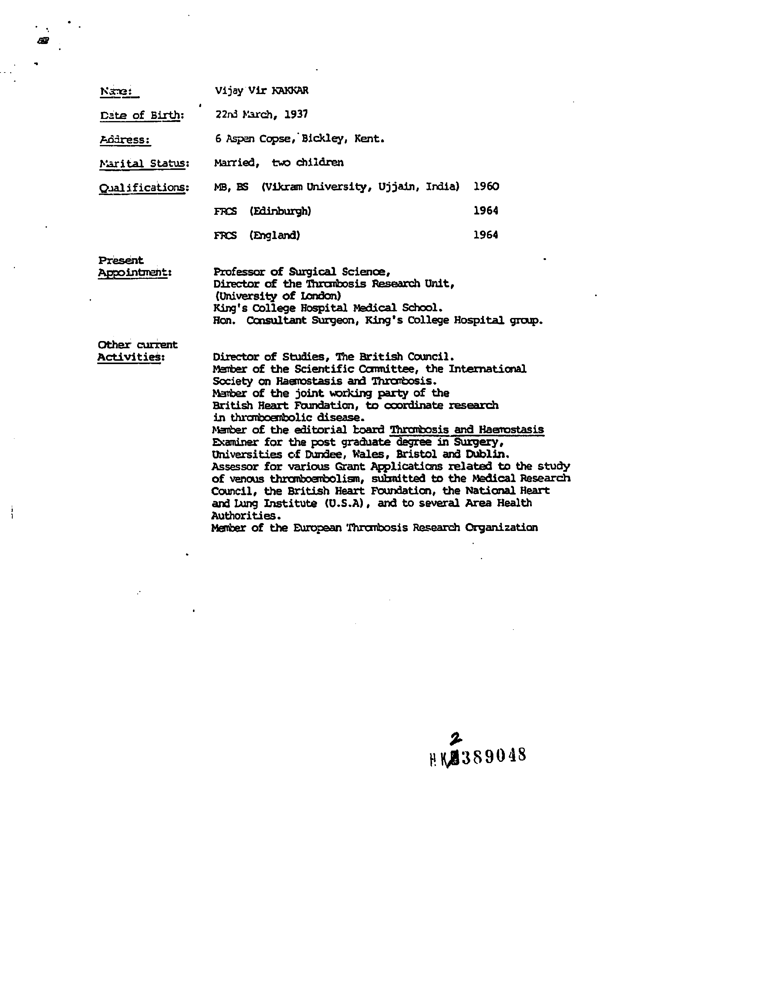 Name: Vijay Vir KAKKAR
Date of Birth: 22nd March, 1937
Address: 6 Aspen Copse, Bickley, Kent.
Marital Status: Married, two children
Qualifications: MB, BS (Vikram University, Ujjain, India) 1960
FRCS (Edinburgh) 1964
FRCS (England) 1964
Present
Appointment: Professor of Surgical Science,
Director of the Thrombosis Research Unit,
(University of London)
King's College Hospital Medical School.
Hon. Consultant Surgeon, King's College Hospital group.
Other current
Activities: Director of Studies, The British Council.
Member of the Scientific Committee, the International
Society on Haemostasis and Thrombosis.
Member of the joint working party of the
British Heart Foundation, to coordinate research
in thromboembolic disease.
Member of the editorial board Thrombosis and Haemostasis
Examiner for the post graduate degree in Surgery,
Universities of Dundee, Wales, Bristol and Dublin.
Assessor for various Grant Applications related to the study
of venous thromboembolism, submitted to the Medical Research
Council, the British Heart Foundation, the National Heart
and Lung Institute (U.S.A), and to several Area Health
Authorities.
Member of the European Thrombosis Research Organization
2
HK 389048